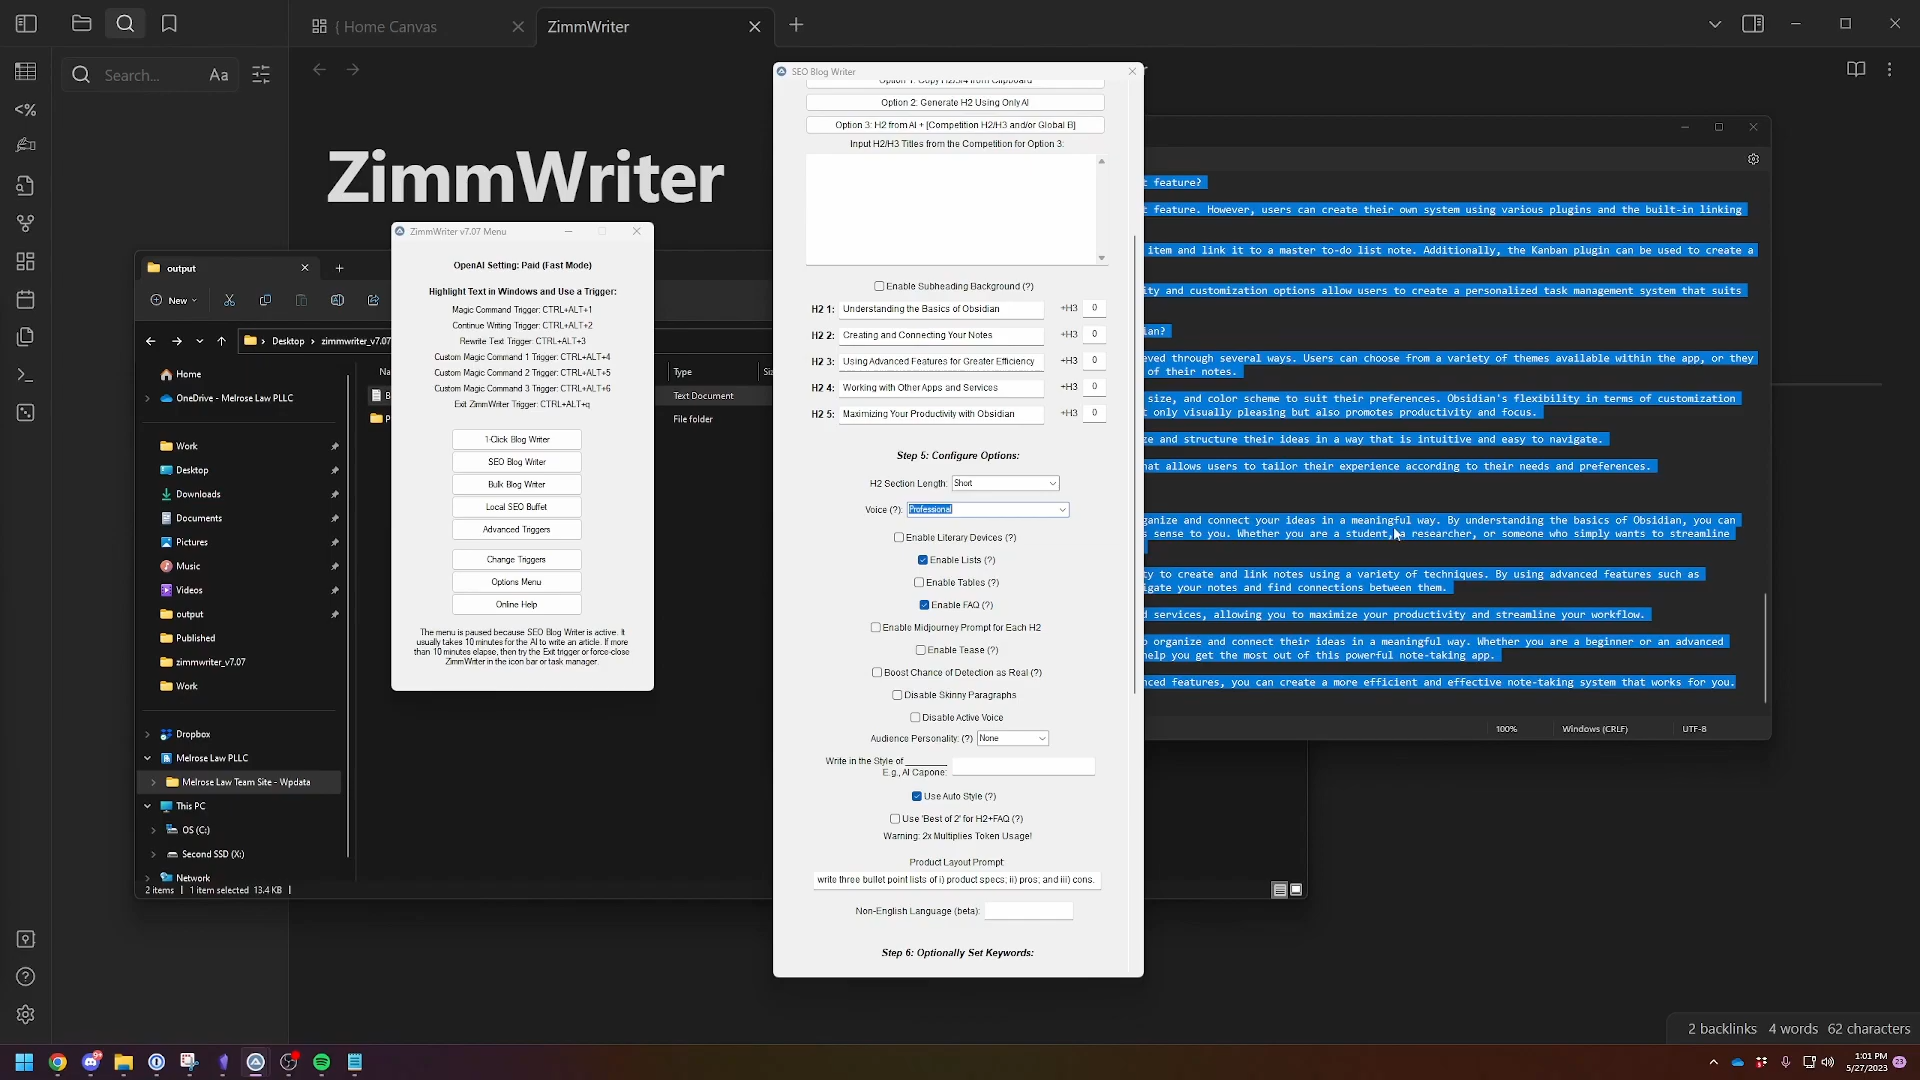 ( Home Canvas
ZimmWriter
Search...
Aa
ZimmWriter
output
New
Desktop
zimmwriter_v7.07
Home
OneDrive - Melrose Law PLLC
Work
Desktop
Downloads
Documents
Pictures
Music
Videos
output
Published
zimmwriter_v7.07
Work
Dropbox
Melrose Law PLLC
Melrose Law Team Site - Wpdata
This PC
OS (C:)
Second SSD (X:)
Network
2 items
1 item selected 13.4 KB
Type
Text Document
File folder
ZimmWriter v7.07 Menu
OpenAI Setting: Paid (Fast Mode)
Highlight Text in Windows and Use a Trigger:
Magic Command Trigger: CTRL+ALT+1
Continue Writing Trigger: CTRL+ALT+2
Rewrite Text Trigger: CTRL+ALT+3
Custom Magic Command 1 Trigger: CTRL+ALT+4
Custom Magic Command 2 Trigger: CTRL+ALT+5
Custom Magic Command 3 Trigger: CTRL+ALT+6
Exit ZimmWriter Trigger: CTRL+ALT+q
1-Click Blog Writer
SEO Blog Writer
Bulk Blog Writer
Local SEO Buffet
Advanced Triggers
Change Triggers
Options Menu
Online Help
The menu is paused because SEO Blog Writer is active. It
usually takes 10 minutes for the AI to write an article. If more
than 10 minutes elapse, then try the Exit trigger or force-close
ZimmWriter in the icon bar or task manager.
SEO Blog Writer
Option 1: Copy H2/3/4 from Clipboard
Option 2: Generate H2 Using Only AI
Option 3: H2 from AI + [Competition H2/H3 and/or Global B]
Input H2/H3 Titles from the Competition for Option 3:
Enable Subheading Background (?)
H2 1: Understanding the Basics of Obsidian +H3 0
H2 2: Creating and Connecting Your Notes +H3 0
H2 3: Using Advanced Features for Greater Efficiency +H3 0
H2 4: Working with Other Apps and Services +H3 0
H2 5: Maximizing Your Productivity with Obsidian +H3 0
Step 5: Configure Options:
H2 Section Length: Short
Voice (?): Professional
Enable Literary Devices (?)
Enable Lists (?)
Enable Tables (?)
Enable FAQ (?)
Enable Midjourney Prompt for Each H2
Enable Tease (?)
Boost Chance of Detection as Real (?)
Disable Skinny Paragraphs
Disable Active Voice
Audience Personality: (?) None
Write in the Style of ________
E.g., Al Capone:
Use Auto Style (?)
Use 'Best of 2' for H2+FAQ (?)
Warning: 2x Multiplies Token Usage!
Product Layout Prompt:
write three bullet point lists of i) product specs; ii) pros; and iii) cons.
Non-English Language (beta):
Step 6: Optionally Set Keywords:
t feature?
t feature. However, users can create their own system using various plugins and the built-in linking
item and link it to a master to-do list note. Additionally, the Kanban plugin can be used to create a
ity and customization options allow users to create a personalized task management system that suits
ian?
eved through several ways. Users can choose from a variety of themes available within the app, or they
of their notes.
size, and color scheme to suit their preferences. Obsidian's flexibility in terms of customization
t only visually pleasing but also promotes productivity and focus.
ze and structure their ideas in a way that is intuitive and easy to navigate.
hat allows users to tailor their experience according to their needs and preferences.
ganize and connect your ideas in a meaningful way. By understanding the basics of Obsidian, you can
s sense to you. Whether you are a student, a researcher, or someone who simply wants to streamline
ty to create and link notes using a variety of techniques. By using advanced features such as
igate your notes and find connections between them.
d services, allowing you to maximize your productivity and streamline your workflow.
o organize and connect their ideas in a meaningful way. Whether you are a beginner or an advanced
elp you get the most out of this powerful note-taking app.
nced features, you can create a more efficient and effective note-taking system that works for you.
100%
Windows (CRLF)
UTF-8
2 backlinks 4 words 62 characters
1:01 PM
5/27/2023
23